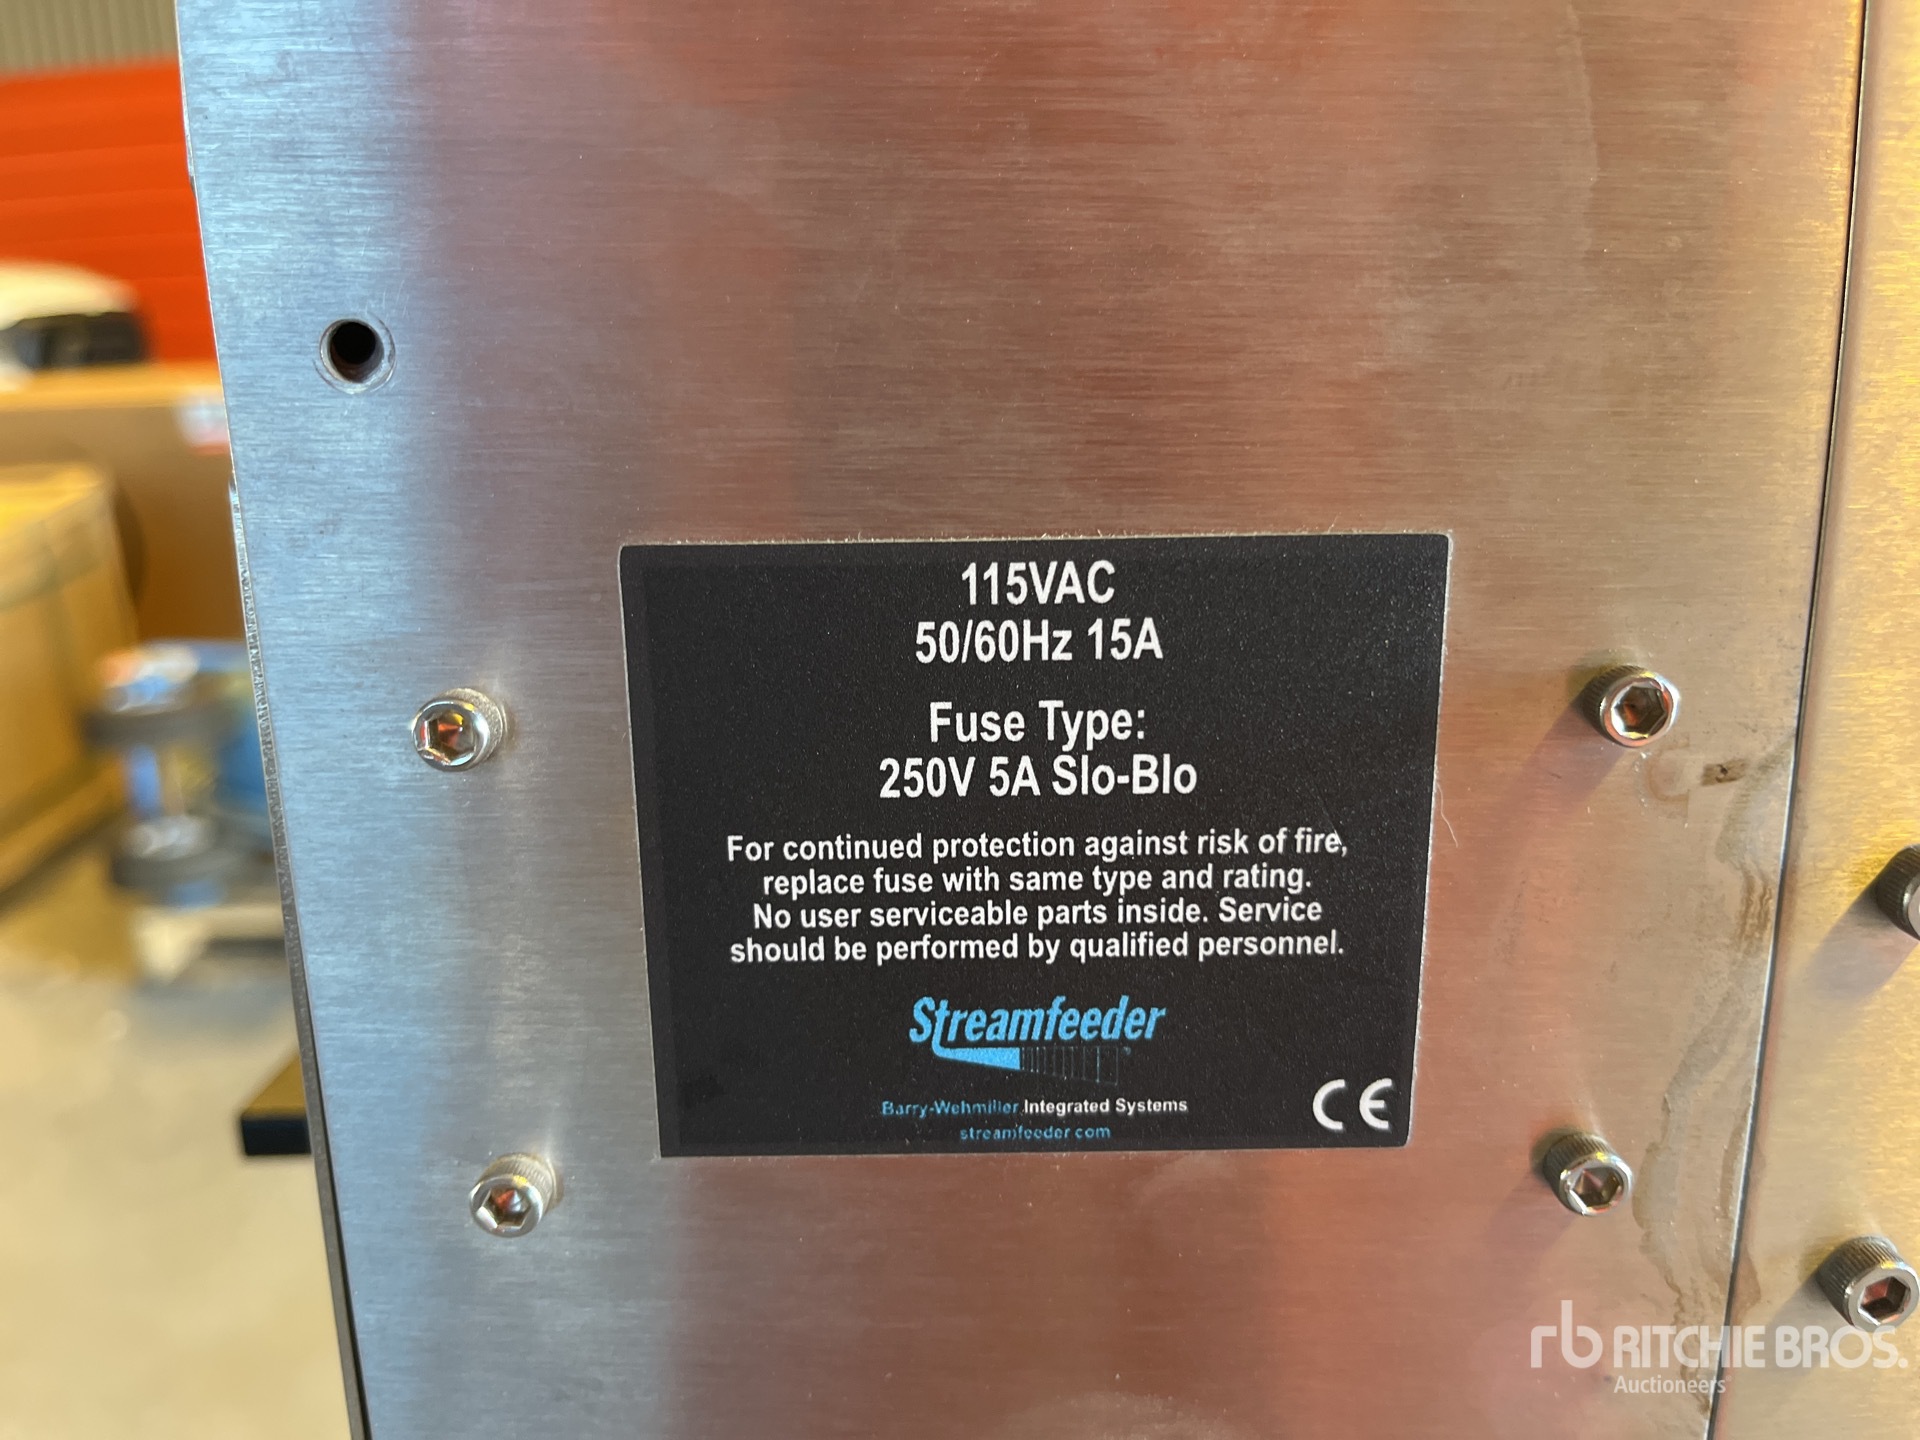 115VAC
50/60Hz 15A
Fuse Type:
250V 5A Slo-Blo
For continued protection against risk of fire,
replace fuse with same type and rating.
No user serviceable parts inside. Service
should be performed by qualified personnel.
Streamfeeder
Barry-Wehmiller Integrated Systems
streamfeeder.com
CE
rb RITCHIE BROS.
Auctioneers